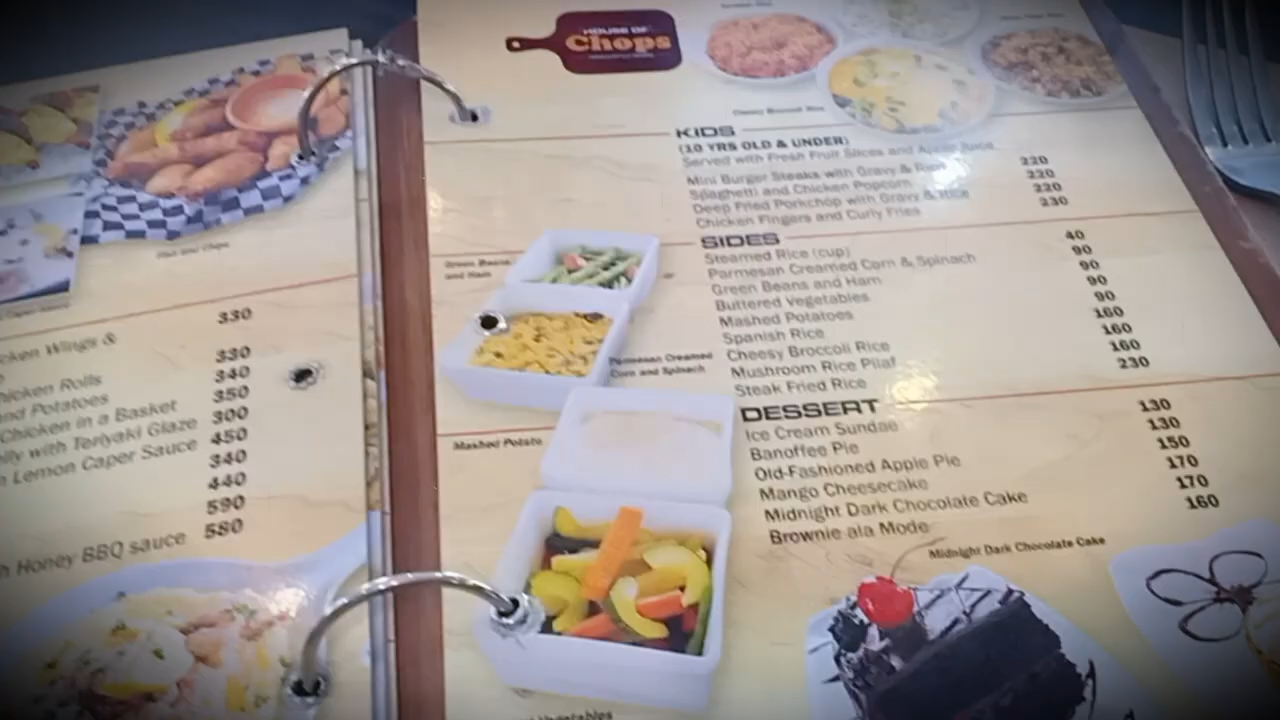 Fish and Chips
330
icken Wings &
330
hicken Rolls
340
nd Potatoes
350
Chicken in a Basket
300
lly with Teriyaki Glaze
450
n Lemon Caper Sauce
340
440
590
580
h Honey BBQ sauce
HOUSE OF
Chops
Cheesy Broccoli Rice
KIDS
(10 YRS OLD & UNDER)
Served with Fresh Fruit Slices and Apple Juice
Mini Burger Steaks with Gravy & Rice 220
Spaghetti and Chicken Popcorn 220
Deep Fried Porkchop with Gravy & Rice 220
Chicken Fingers and Curly Fries 230
SIDES
Steamed Rice (cup) 40
Parmesan Creamed Corn & Spinach 90
Green Beans and Ham 90
Buttered Vegetables 90
Mashed Potatoes 90
Spanish Rice 160
Cheesy Broccoli Rice 160
Mushroom Rice Pilaf 160
Steak Fried Rice 230
Green Beans
and Ham
Parmesan Creamed
Corn and Spinach
Mashed Potato
DESSERT
Ice Cream Sundae 130
Banoffee Pie 130
Old-Fashioned Apple Pie 150
Mango Cheesecake 170
Midnight Dark Chocolate Cake 170
Brownie ala Mode 160
Midnight Dark Chocolate Cake
Vegetables